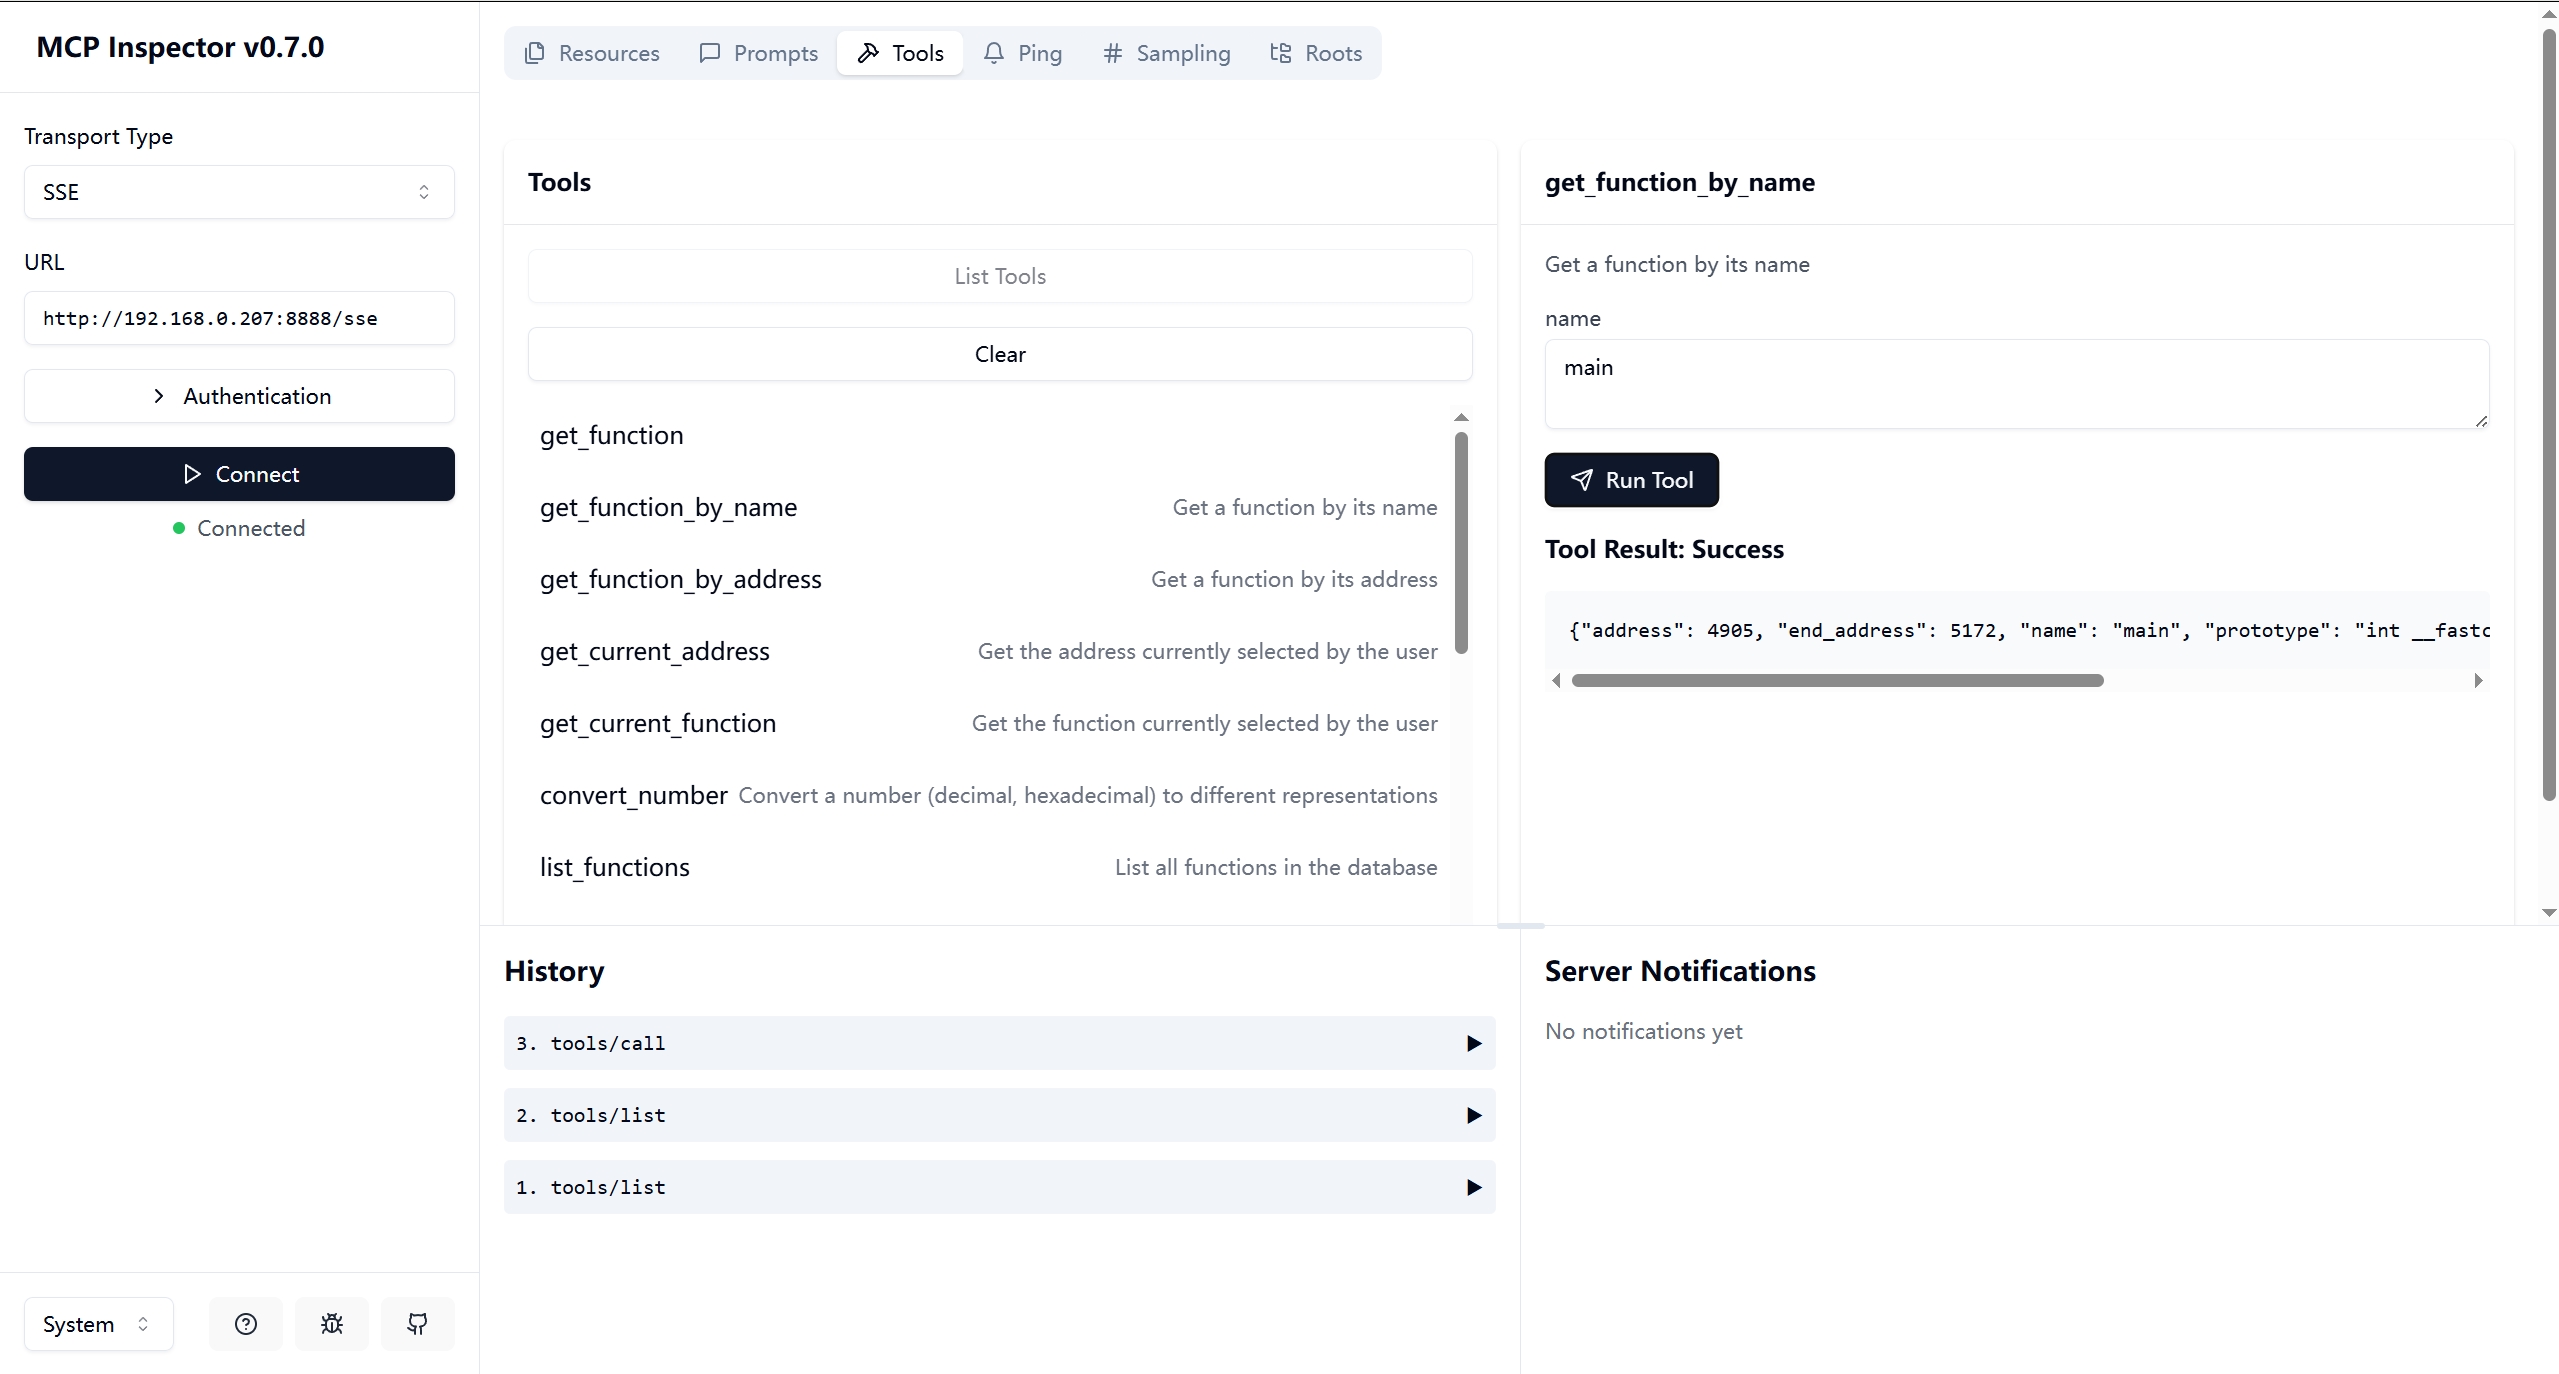 MCP Inspector v0.7.0
Transport Type
SSE
URL
http://192.168.0.207:8888/sse
Authentication
Connect
Connected
System
Resources Prompts Tools Ping Sampling Roots
Tools
List Tools
Clear
get_function
get_function_by_name Get a function by its name
get_function_by_address Get a function by its address
get_current_address Get the address currently selected by the user
get_current_function Get the function currently selected by the user
convert_number Convert a number (decimal, hexadecimal) to different representations
list_functions List all functions in the database
get_function_by_name
Get a function by its name
name
main
Run Tool
Tool Result: Success
{"address": 4905, "end_address": 5172, "name": "main", "prototype": "int __fastc
History
3. tools/call
2. tools/list
1. tools/list
Server Notifications
No notifications yet